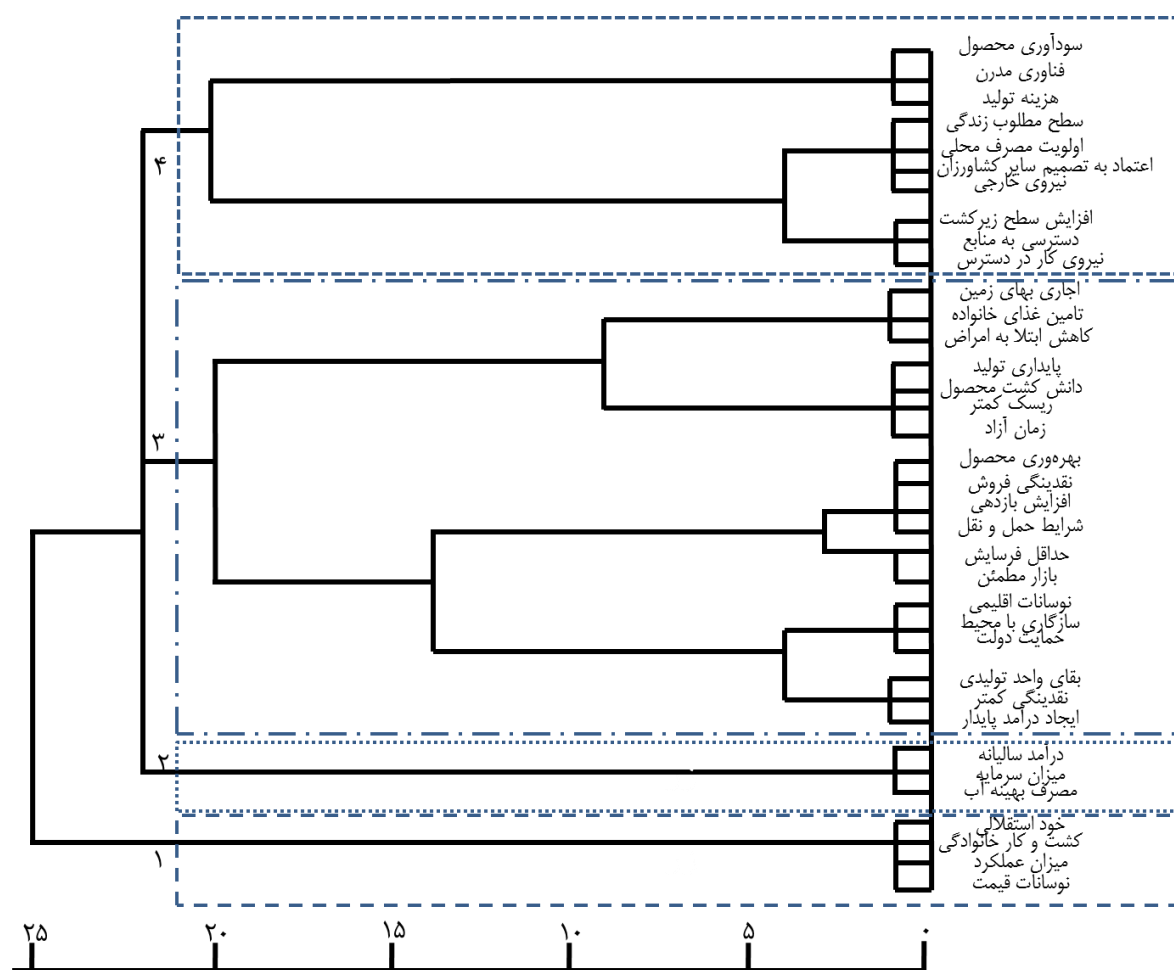 سودآوری محصول
فناوری مدرن
هزینه تولید
سطح مطلوب زندگی
اولویت مصرف محلی
اعتماد به تصمیم سایر کشاورزان
نیروی خارجی
افزایش سطح زیرکشت
دسترسی به منابع
نیروی کار در دسترس
۴
اجاری بهای زمین
تامین غذای خانواده
کاهش ابتلا به امراض
پایداری تولید
دانش کشت محصول
ریسک کمتر
زمان آزاد
۳
بهره‌وری محصول
نقدینگی فروش
افزایش بازدهی
شرایط حمل و نقل
حداقل فرسایش
بازار مطمئن
نوسانات اقلیمی
سازگاری با محیط
حمایت دولت
بقای واحد تولیدی
نقدینگی کمتر
ایجاد درآمد پایدار
درآمد سالیانه
میزان سرمایه
مصرف بهینه آب
۲
خود استقلالی
کشت و کار خانوادگی
میزان عملکرد
نوسانات قیمت
۱
۰ ۵ ۱۰ ۱۵ ۲۰ ۲۵